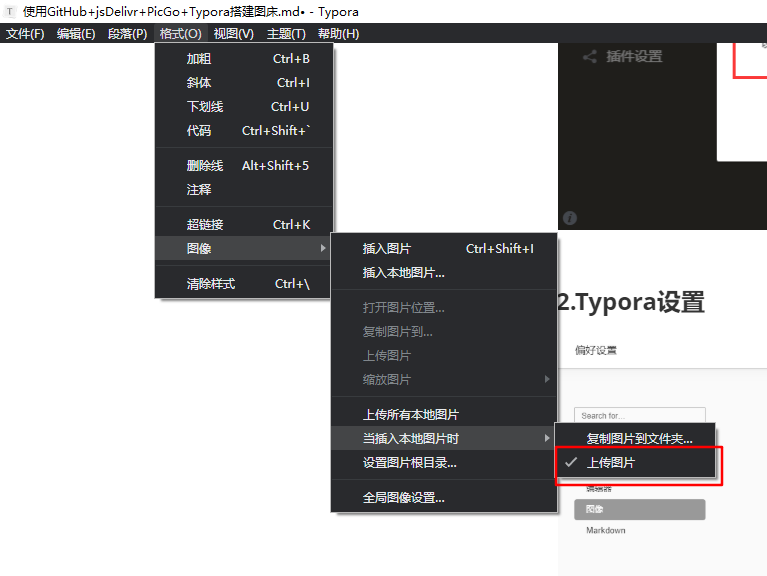 T 使用GitHub+jsDelivr+PicGo+Typora搭建图床.md• - Typora
文件(F) 编辑(E) 段落(P) 格式(O) 视图(V) 主题(T) 帮助(H)
加粗 Ctrl+B
斜体 Ctrl+I
下划线 Ctrl+U
代码 Ctrl+Shift+`
删除线 Alt+Shift+5
注释
超链接 Ctrl+K
图像
清除样式 Ctrl+\
插入图片 Ctrl+Shift+I
插入本地图片...
打开图片位置...
复制图片到...
上传图片
缩放图片
上传所有本地图片
当插入本地图片时
设置图片根目录...
全局图像设置...
复制图片到文件夹...
上传图片
插件设置
2.Typora设置
偏好设置
Search for...
编辑器
图像
Markdown